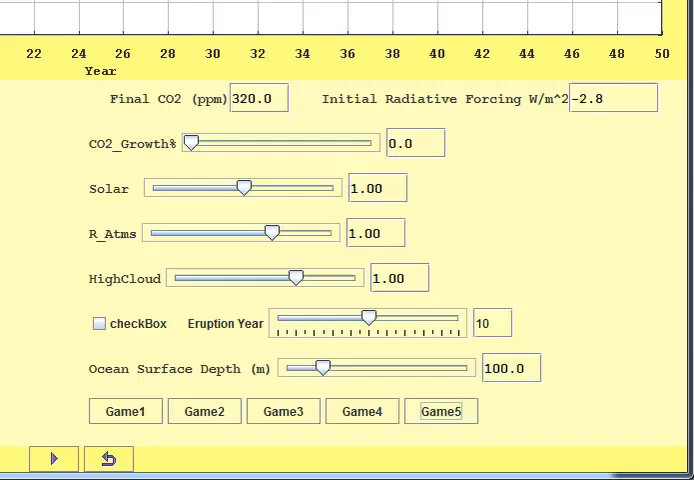 22 24 26 28 30 32 34 36 38 40 42 44 46 48 50
Year
Final CO2 (ppm) 320.0 Initial Radiative Forcing W/m^2 -2.8
CO2_Growth% 0.0
Solar 1.00
R_Atms 1.00
HighCloud 1.00
checkBox Eruption Year 10
Ocean Surface Depth (m) 100.0
Game1 Game2 Game3 Game4 Game5